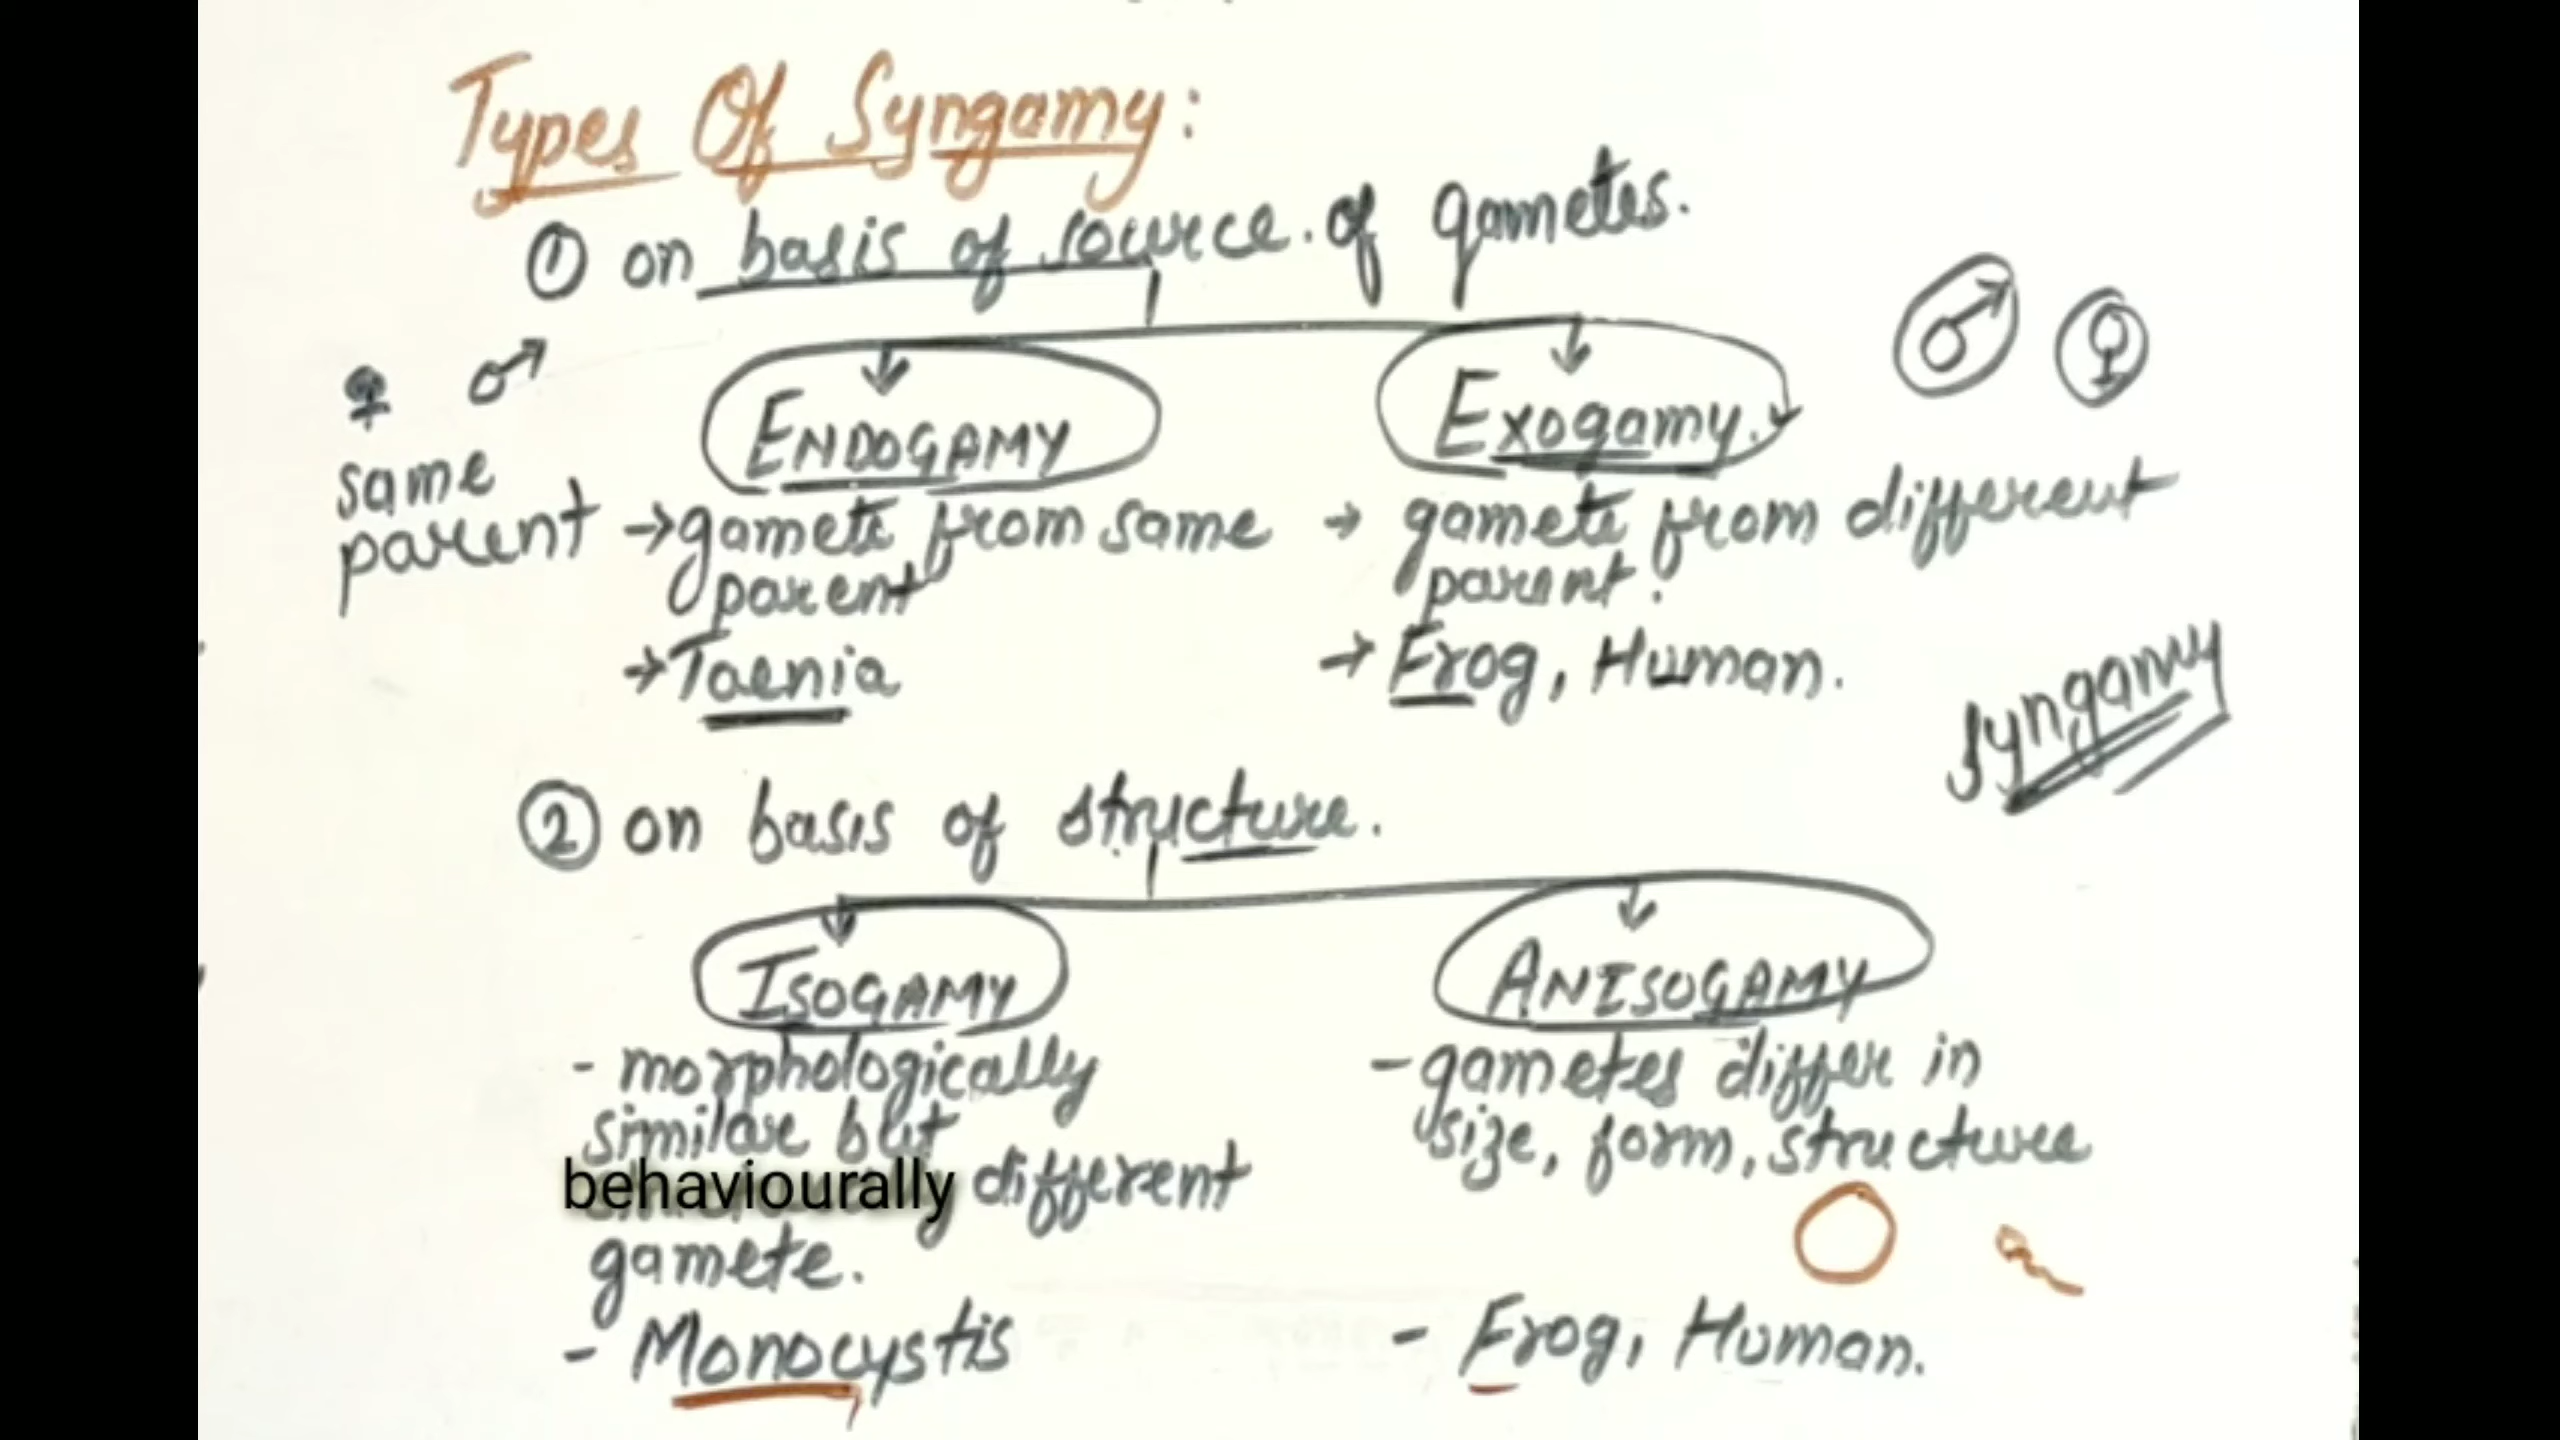 Types Of Syngamy:
① on basis of source. of gametes.
♀ ♂
ENDOGAMY
Exogamy.
♂ ♀
same
parent
→ gamete from same
parent
→ Taenia
→ gamete from different
parent.
→ Frog, Human.
Syngamy
② on basis of structure.
ISOGAMY
- morphologically
similar but
behaviourally different
gamete.
- Monocystis
ANISOGAMY
- gametes differ in
size, form, structure
- Frog, Human.